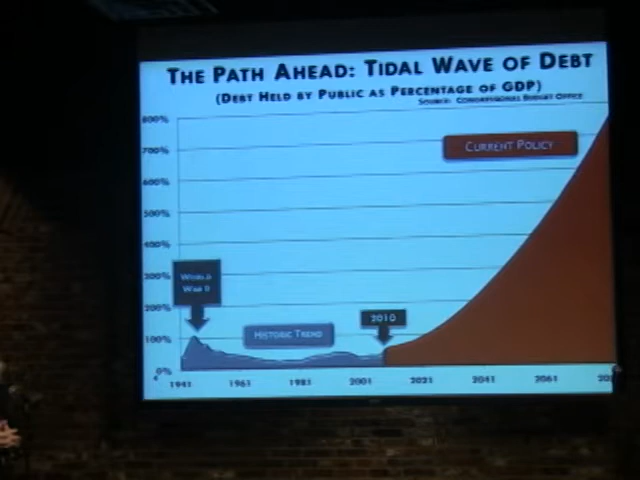 THE PATH AHEAD: TIDAL WAVE OF DEBT
(DEBT HELD BY PUBLIC AS PERCENTAGE OF GDP)
SOURCE: CONGRESSIONAL BUDGET OFFICE
800%
700%
CURRENT POLICY
600%
500%
400%
300%
WORLD
WAR II
200%
2010
100%
HISTORIC TREND
0%
1941 1961 1981 2001 2021 2041 2061